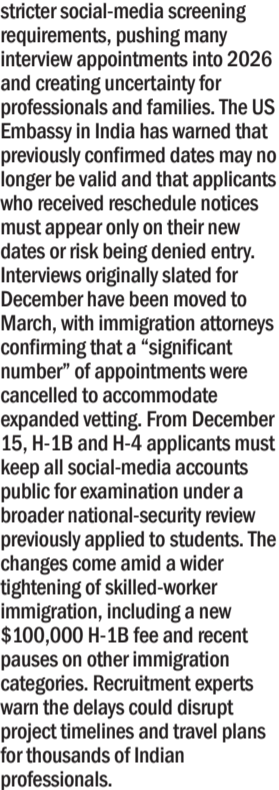 stricter social-media screening
requirements, pushing many
interview appointments into 2026
and creating uncertainty for
professionals and families. The US
Embassy in India has warned that
previously confirmed dates may no
longer be valid and that applicants
who received reschedule notices
must appear only on their new
dates or risk being denied entry.
Interviews originally slated for
December have been moved to
March, with immigration attorneys
confirming that a “significant
number” of appointments were
cancelled to accommodate
expanded vetting. From December
15, H-1B and H-4 applicants must
keep all social-media accounts
public for examination under a
broader national-security review
previously applied to students. The
changes come amid a wider
tightening of skilled-worker
immigration, including a new
$100,000 H-1B fee and recent
pauses on other immigration
categories. Recruitment experts
warn the delays could disrupt
project timelines and travel plans
for thousands of Indian
professionals.